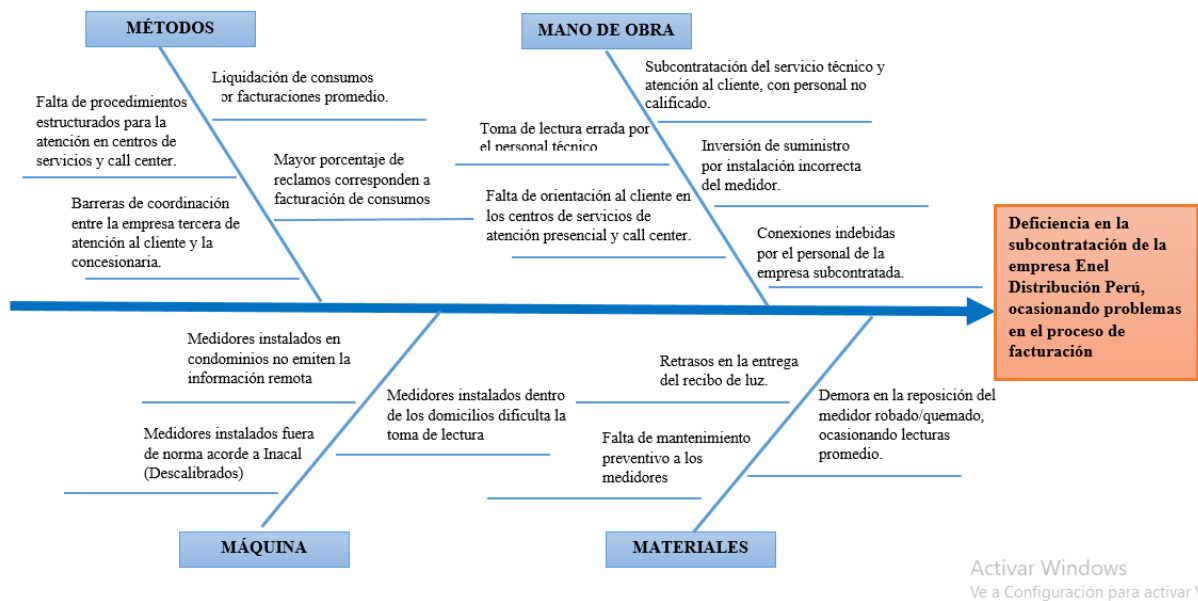 MÉTODOS
Liquidación de consumos
or facturaciones promedio.
Falta de procedimientos
estructurados para la
atención en centros de
servicios y call center.
Mayor porcentaje de
reclamos corresponden a
facturación de consumos
Barreras de coordinación
entre la empresa tercera de
atención al cliente y la
concesionaria.
MANO DE OBRA
Subcontratación del servicio técnico y
atención al cliente, con personal no
calificado.
Toma de lectura errada por
el personal técnico
Inversión de suministro
por instalación incorrecta
del medidor.
Falta de orientación al cliente en
los centros de servicios de
atención presencial y call center.
Conexiones indebidas
por el personal de la
empresa subcontratada.
Deficiencia en la
subcontratación de la
empresa Enel
Distribución Perú,
ocasionando problemas
en el proceso de
facturación
Medidores instalados en
condominios no emiten la
información remota
Medidores instalados dentro
de los domicilios dificulta la
toma de lectura
Medidores instalados fuera
de norma acorde a Inacal
(Descalibrados)
MÁQUINA
Retrasos en la entrega
del recibo de luz.
Demora en la reposición del
medidor robado/quemado,
ocasionando lecturas
promedio.
Falta de mantenimiento
preventivo a los
medidores
MATERIALES
Activar Windows
Ve a Configuración para activar